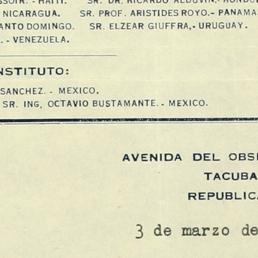 NICARAGUA. SR. PROF. ARISTIDES ROYO.- PANAMA
ANTO DOMINGO. SR. ELZEAR GIUFFRA,- URUGUAY.
.- VENEZUELA.
NSTITUTO:
SANCHEZ. - MEXICO.
SR. ING, OCTAVIO BUSTAMANTE. - MEXICO.
AVENIDA DEL OBSE
TACUBA
REPUBLICA
3 de marzo de